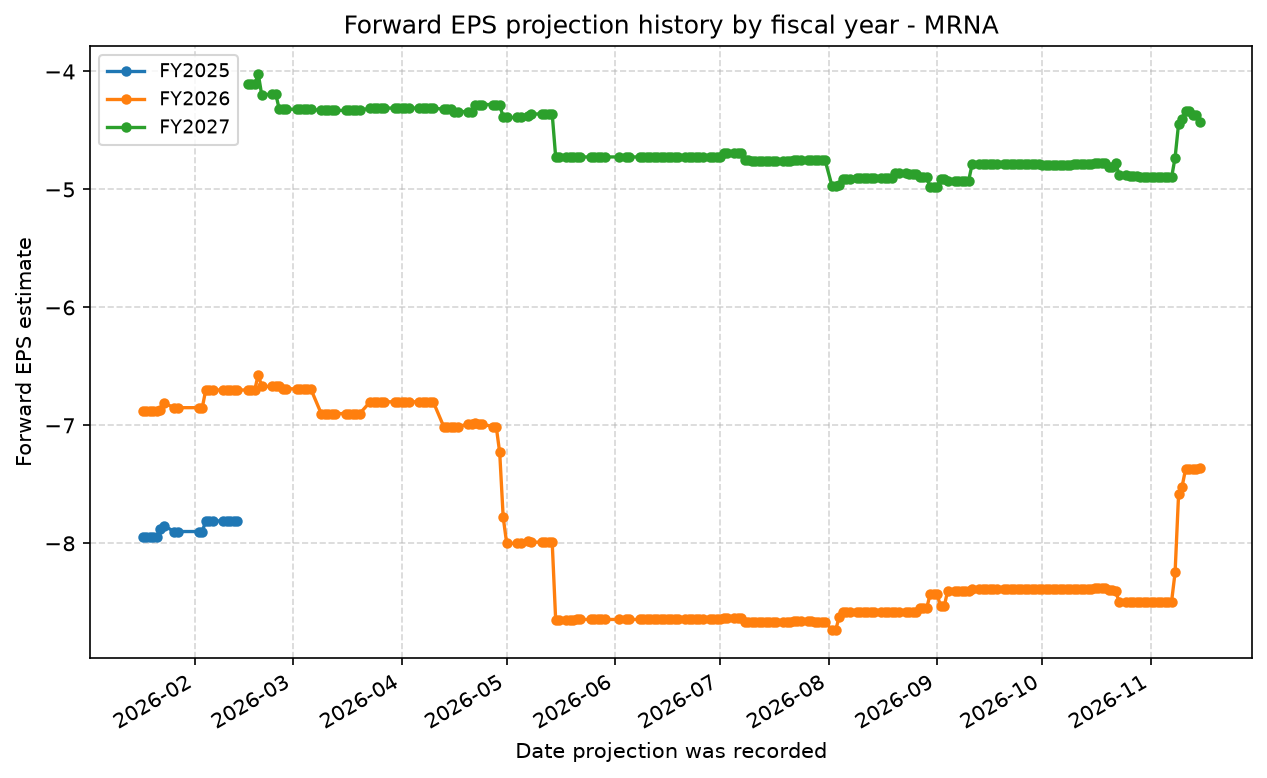 Forward EPS projection history by fiscal year - MRNA
FY2025
FY2026
FY2027
−4
−5
−6
−7
−8
Forward EPS estimate
2026-02
2026-03
2026-04
2026-05
2026-06
2026-07
2026-08
2026-09
2026-10
2026-11
Date projection was recorded